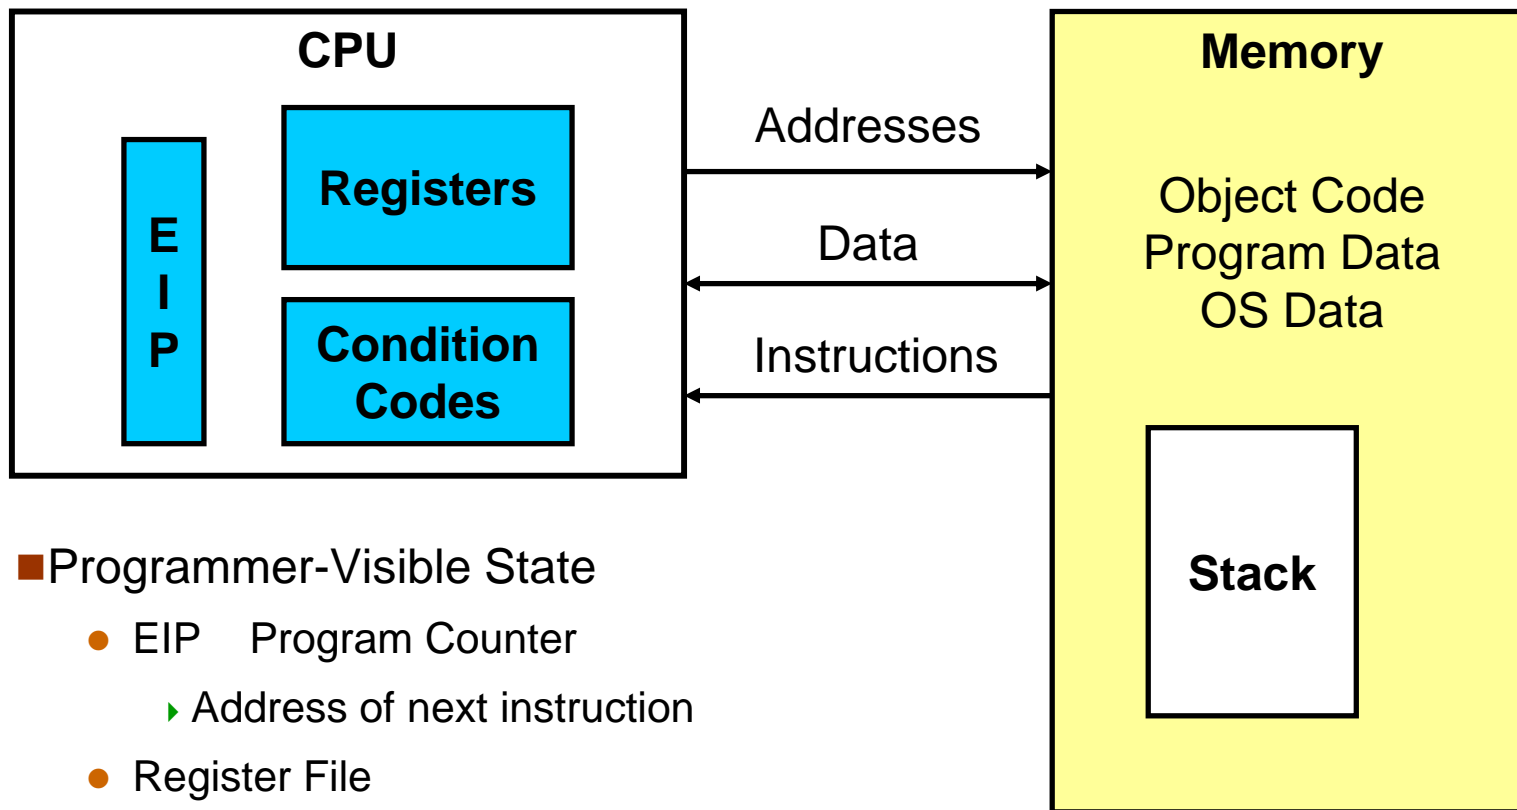 CPU
E
I
P
Registers
Condition
Codes
Addresses
Data
Instructions
Memory
Object Code
Program Data
OS Data
Stack
Programmer-Visible State
EIP Program Counter
Address of next instruction
Register File